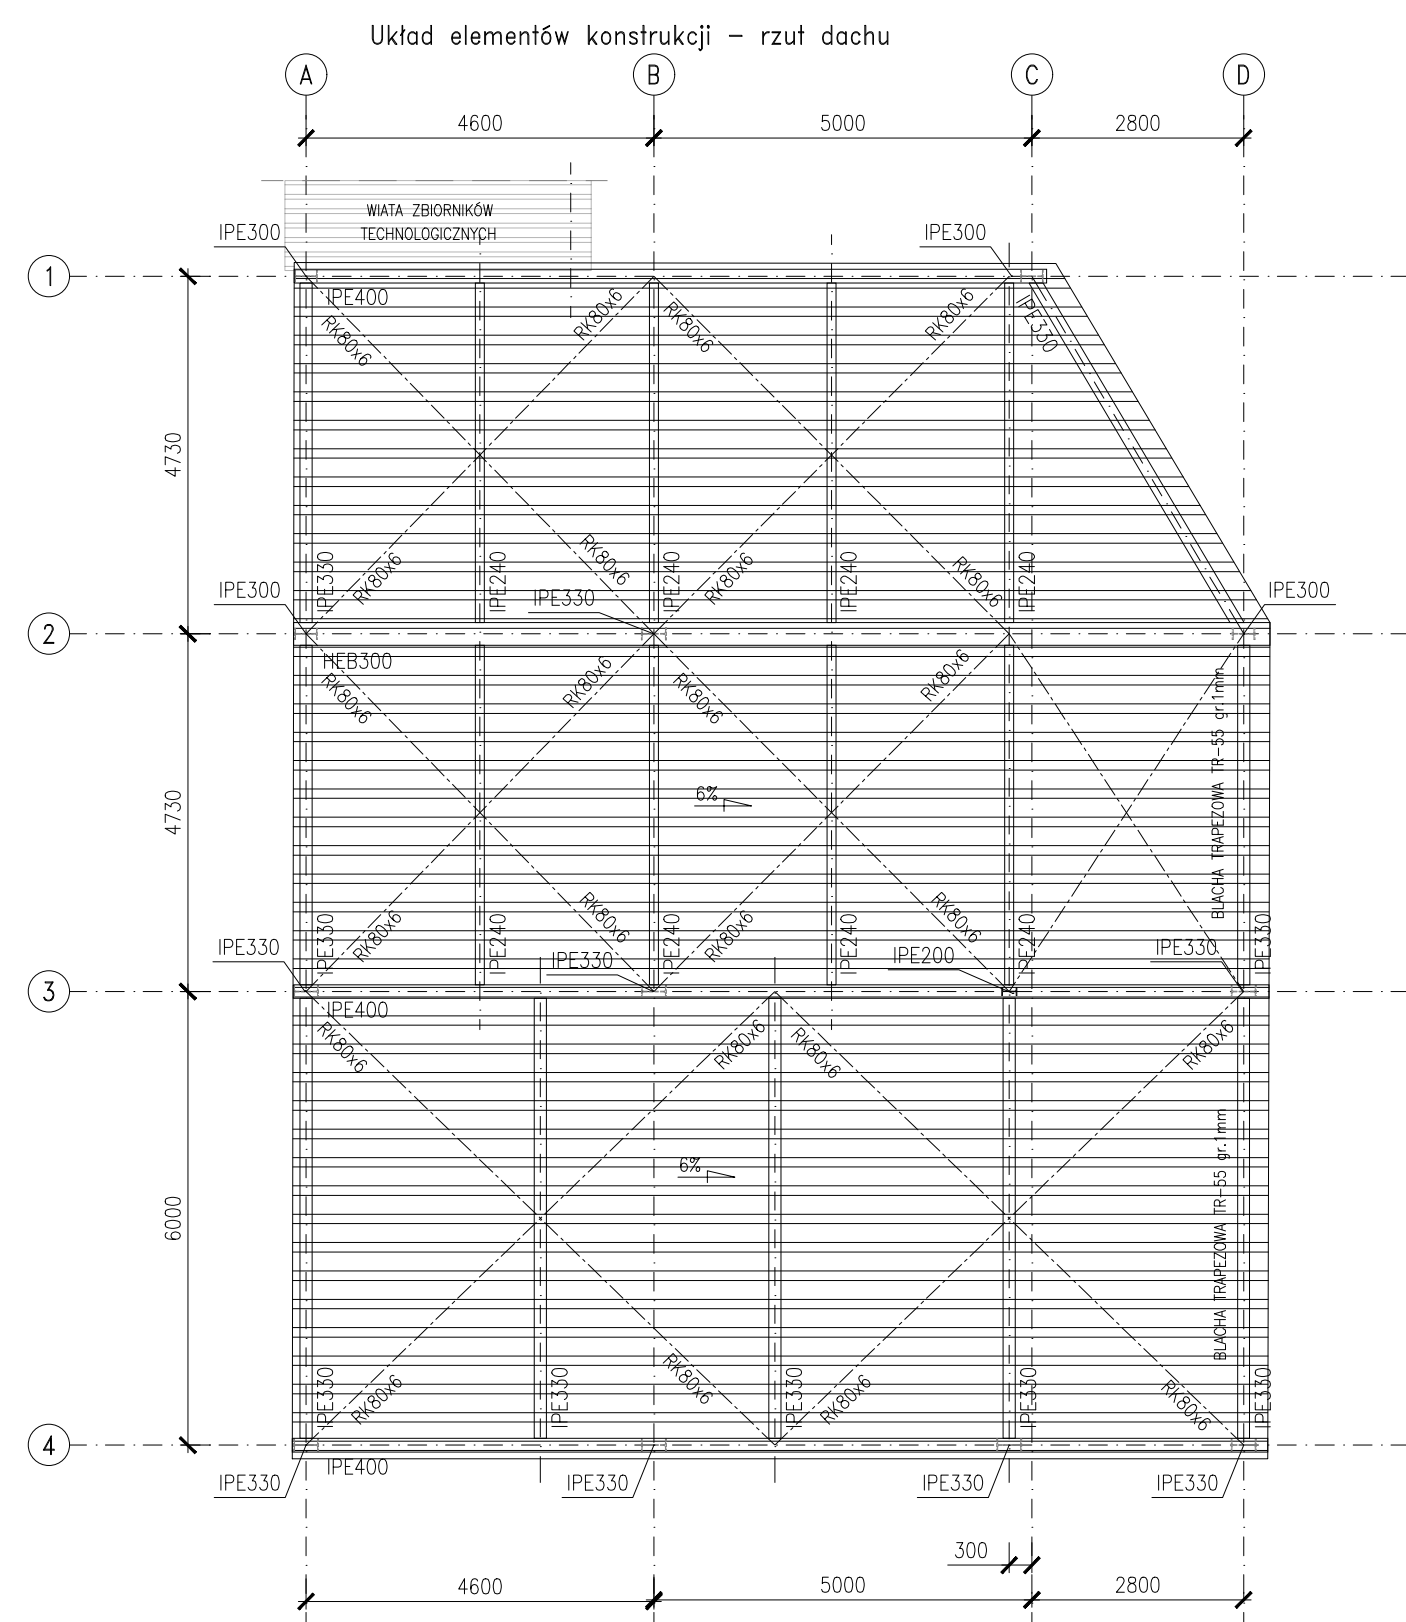 Układ elementów konstrukcji – rzut dachu
A
B
C
D
4600
5000
2800
WIATA ZBIORNIKÓW
TECHNOLOGICZNYCH
IPE300
IPE300
1
IPE400
RK80x6
RK80x6
RK80x6
RK80x6
IPE330
4730
IPE330
RK80x6
IPE240
RK80x6
IPE240
RK80x6
IPE240
RK80x6
IPE240
IPE300
IPE330
IPE300
2
HEB300
RK80x6
RK80x6
RK80x6
RK80x6
BLACHA TRAPEZOWA TR-55 gr.1mm
4730
6%
IPE330
IPE330
RK80x6
IPE240
RK80x6
IPE240
RK80x6
IPE240
RK80x6
IPE240
IPE330
IPE330
IPE200
IPE330
3
IPE400
RK80x6
RK80x6
RK80x6
RK80x6
6000
6%
BLACHA TRAPEZOWA TR-55 gr.1mm
IPE330
RK80x6
IPE330
RK80x6
IPE330
RK80x6
IPE330
RK80x6
IPE330
4
IPE400
IPE330
IPE330
IPE330
IPE330
300
4600
5000
2800